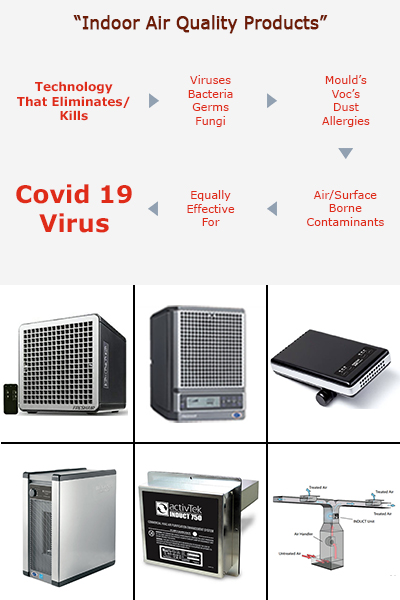 “Indoor Air Quality Products”
Technology
That Eliminates/
Kills
Viruses
Bacteria
Germs
Fungi
Mould’s
Voc’s
Dust
Allergies
Air/Surface
Borne
Contaminants
Equally
Effective
For
Covid 19
Virus
activTek
INDUCT 750
Treated Air
Treated Air
Treated Air
INDUCT Unit
Air Handler
Untreated Air